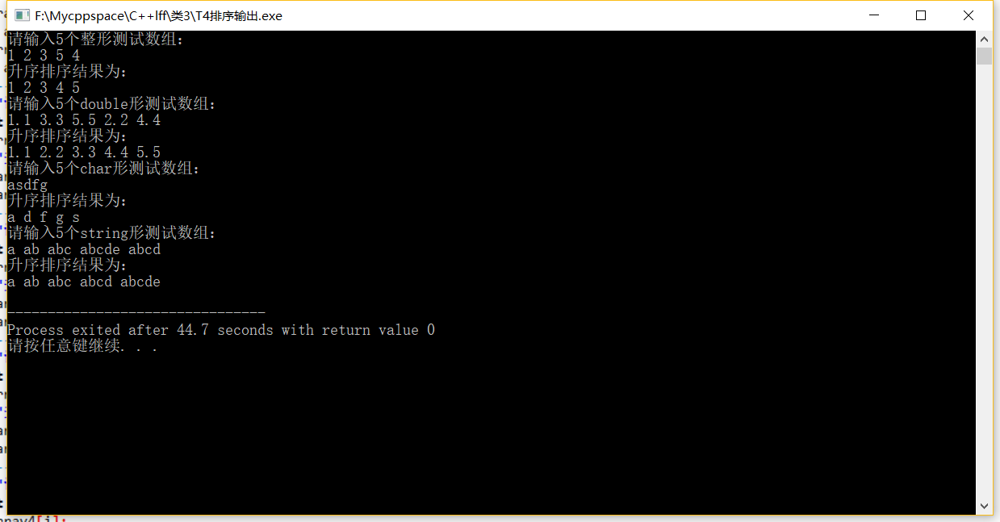 F:\Mycppspace\C++lff\类3\T4排序输出.exe
请输入5个整形测试数组：
1 2 3 5 4
升序排序结果为：
1 2 3 4 5
请输入5个double形测试数组：
1.1 3.3 5.5 2.2 4.4
升序排序结果为：
1.1 2.2 3.3 4.4 5.5
请输入5个char形测试数组：
asdfg
升序排序结果为：
a d f g s
请输入5个string形测试数组：
a ab abc abcde abcd
升序排序结果为：
a ab abc abcd abcde
--------------------------------
Process exited after 44.7 seconds with return value 0
请按任意键继续. . .